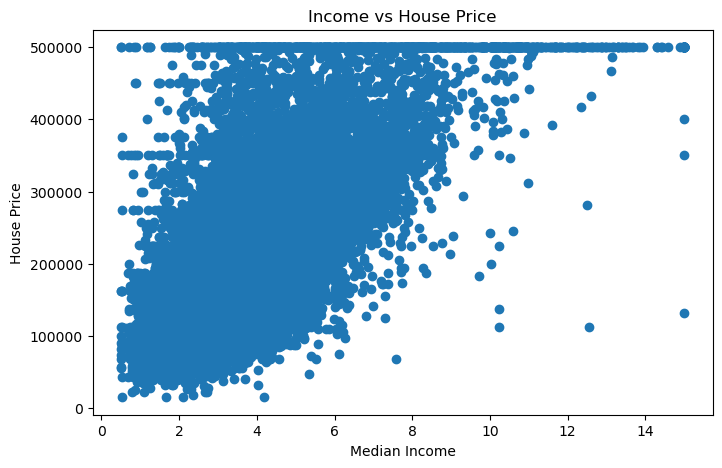 Income vs House Price
House Price
500000
400000
300000
200000
100000
0
0 2 4 6 8 10 12 14
Median Income